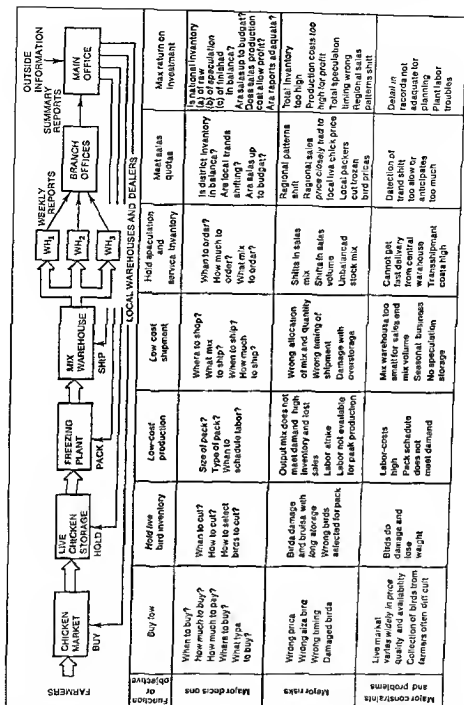 OUTSIDE
INFORMATION
SUMMARY
REPORTS
WEEKLY
REPORTS
FARMERS
CHICKEN
MARKET
LIVE
CHICKEN
STORAGE
FREEZING
PLANT
MIX
WAREHOUSE
WH1
WH2
WH3
BRANCH
OFFICES
MAIN
OFFICE
BUY
HOLD
PACK
SHIP
LOCAL WAREHOUSES AND DEALERS
Function
or
objective
Buy low
Hold live
bird inventory
Low-cost
production
Low-cost
shipment
Hold speculation
and
service inventory
Meet sales
quotas
Max return on
investment
Major decis ons
When to buy?
How much to buy?
How much to pay?
Where to buy?
What type
to buy?
When to cut?
How to cut?
How to select
birds to cut?
Size of pack?
Type of pack?
When to
schedule labor?
Where to shop?
What mix
to ship?
When to ship?
How much
to ship?
When to order?
How much to
order?
What mix
to order?
Is district inventory
in balance?
Are local trends
shifting?
Are sales up
to budget?
Is national inventory
(a) of raw
(b) of speculation
(c) of finished
in balance?
Are sales up to budget?
Does sales production
cost allow profit?
Are reports adequate?
Major risks
Wrong price
Wrong size bird
Wrong timing
Damaged birds
Birds damage
and bruise with
long storage
Wrong birds
selected for pack
Output mix does not
meet demand high
inventory and lost
sales
Labor strike
Labor not available
for peak production
Wrong allocation
of mix and quantity
Wrong timing of
shipment
Damage with
overstorage
Shifts in sales
mix
Shifts in sales
volume
Unbalanced
stock mix
Regional patterns
shift
Regional sales
price closely tied to
local live chick price
Local packers
cut frozen
bird prices
Total inventory
too high
Production costs too
high for profit
Total speculation
timing wrong
Regional sales
patterns shift
Major constraints
and problems
Live market
varies widely in price
quality and availability
Collection of birds from
farmers often diff cult
Birds do
damage and
lose
weight
Labor-costs
high
Pack schedule
does not
meet demand
Mix warehouse too
small for sales and
mix volume
Seasonal business
No speculation
storage
Cannot get
fast delivery
from central
warehouse
Transshipment
costs high
Detection of
trend shift
too slow or
anticipates
too much
Detail in
records not
adequate for
planning
Plant labor
troubles